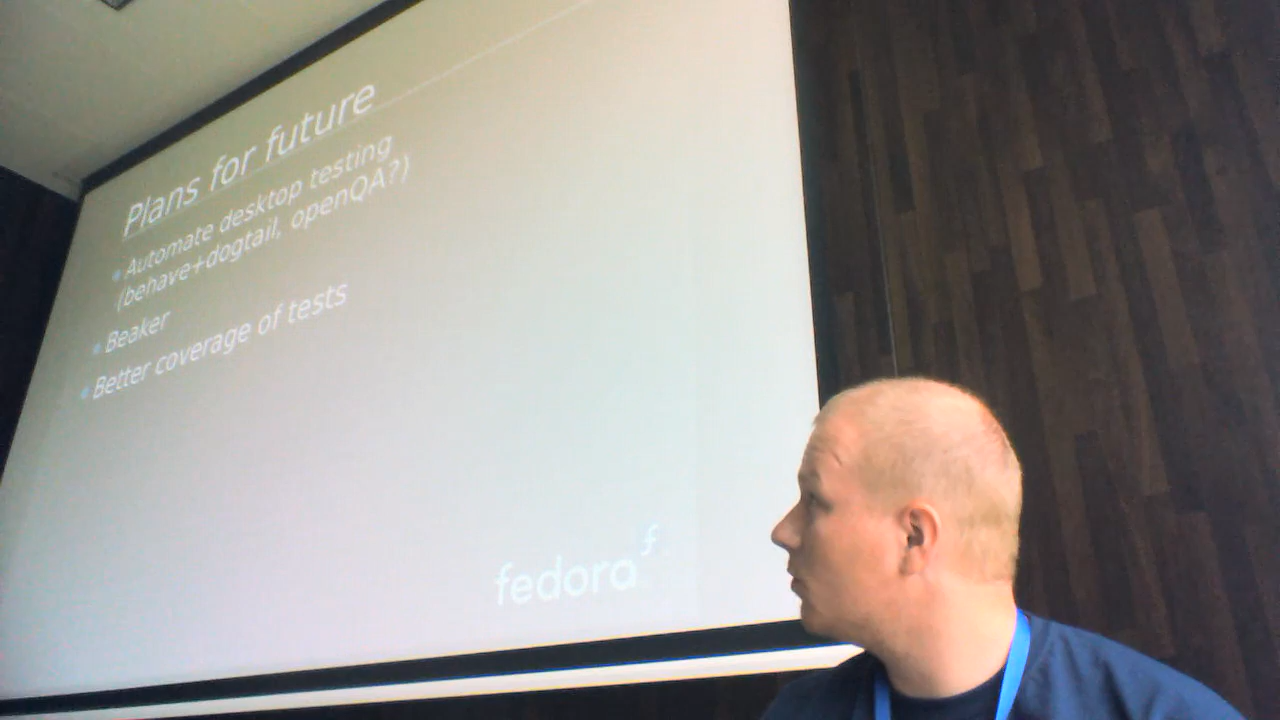 Plans for future
Automate desktop testing
(behave+dogtail, openQA?)
Beaker
Better coverage of tests
fedora f